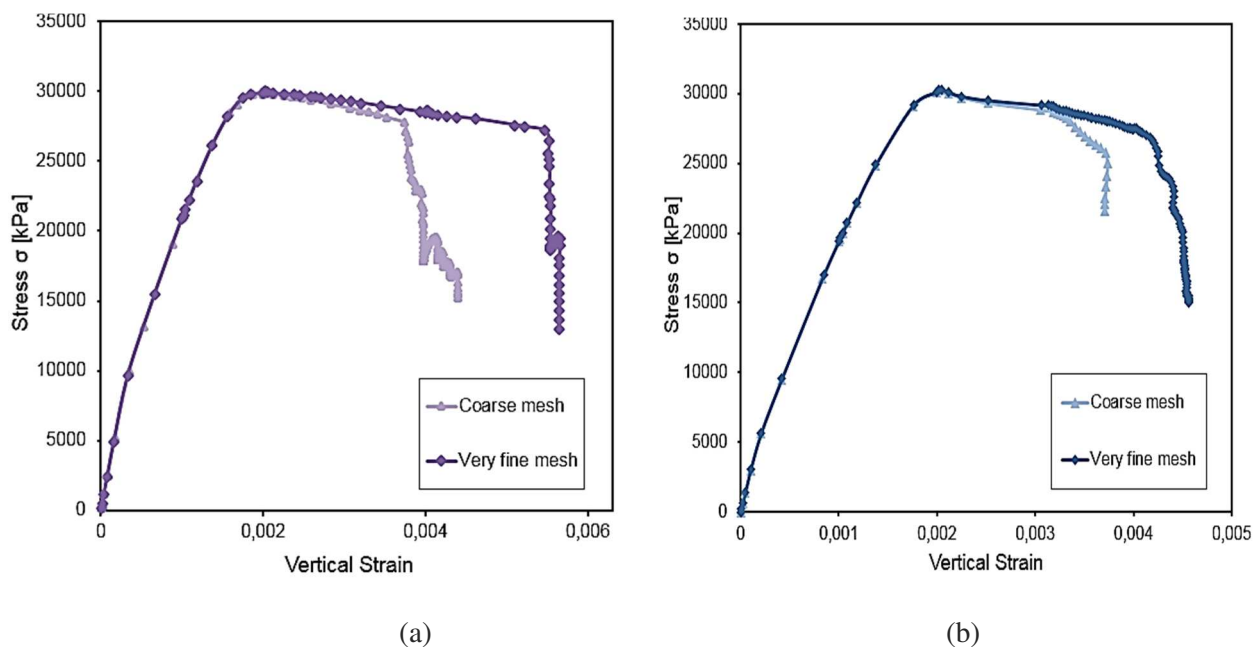 35000
30000
25000
20000
15000
10000
5000
0
Stress σ [kPa]
0
0,002
0,004
0,006
Vertical Strain
Coarse mesh
Very fine mesh
(a)
35000
30000
25000
20000
15000
10000
5000
0
Stress σ [kPa]
0
0,001
0,002
0,003
0,004
0,005
Vertical Strain
Coarse mesh
Very fine mesh
(b)